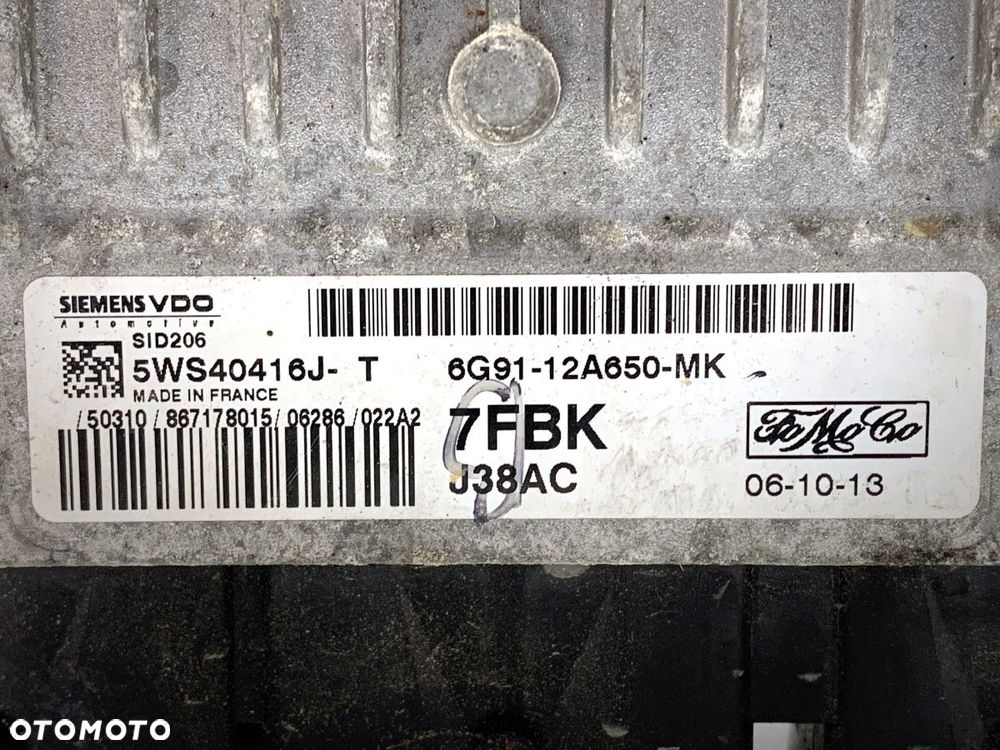 SIEMENS VDO
Automotive
SID206
5WS40416J- T 6G91-12A650-MK
MADE IN FRANCE
/50310/867178015/06286/022A2
7FBK
FoMoCo
J38AC
06-10-13
OTOMOTO